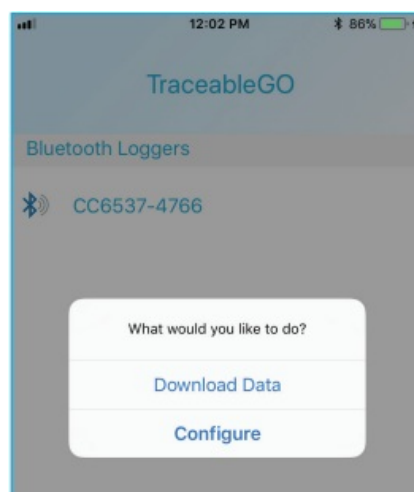 12:02 PM 86%
TraceableGO
Bluetooth Loggers
CC6537-4766
What would you like to do?
Download Data
Configure